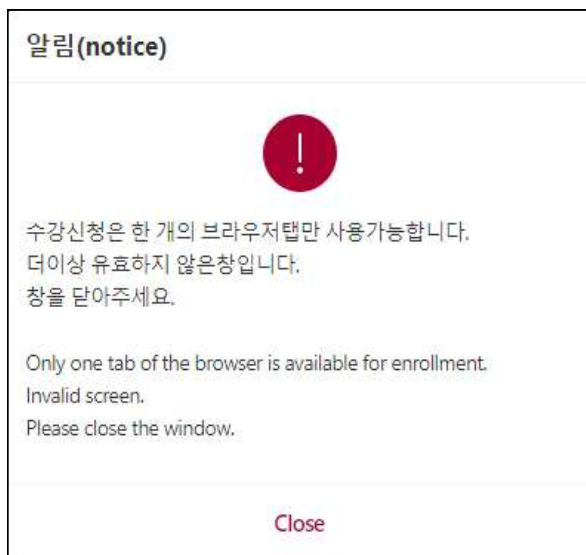 알림(notice)
수강신청은 한 개의 브라우저탭만 사용가능합니다.
더이상 유효하지 않은창입니다.
창을 닫아주세요.
Only one tab of the browser is available for enrollment.
Invalid screen.
Please close the window.
Close